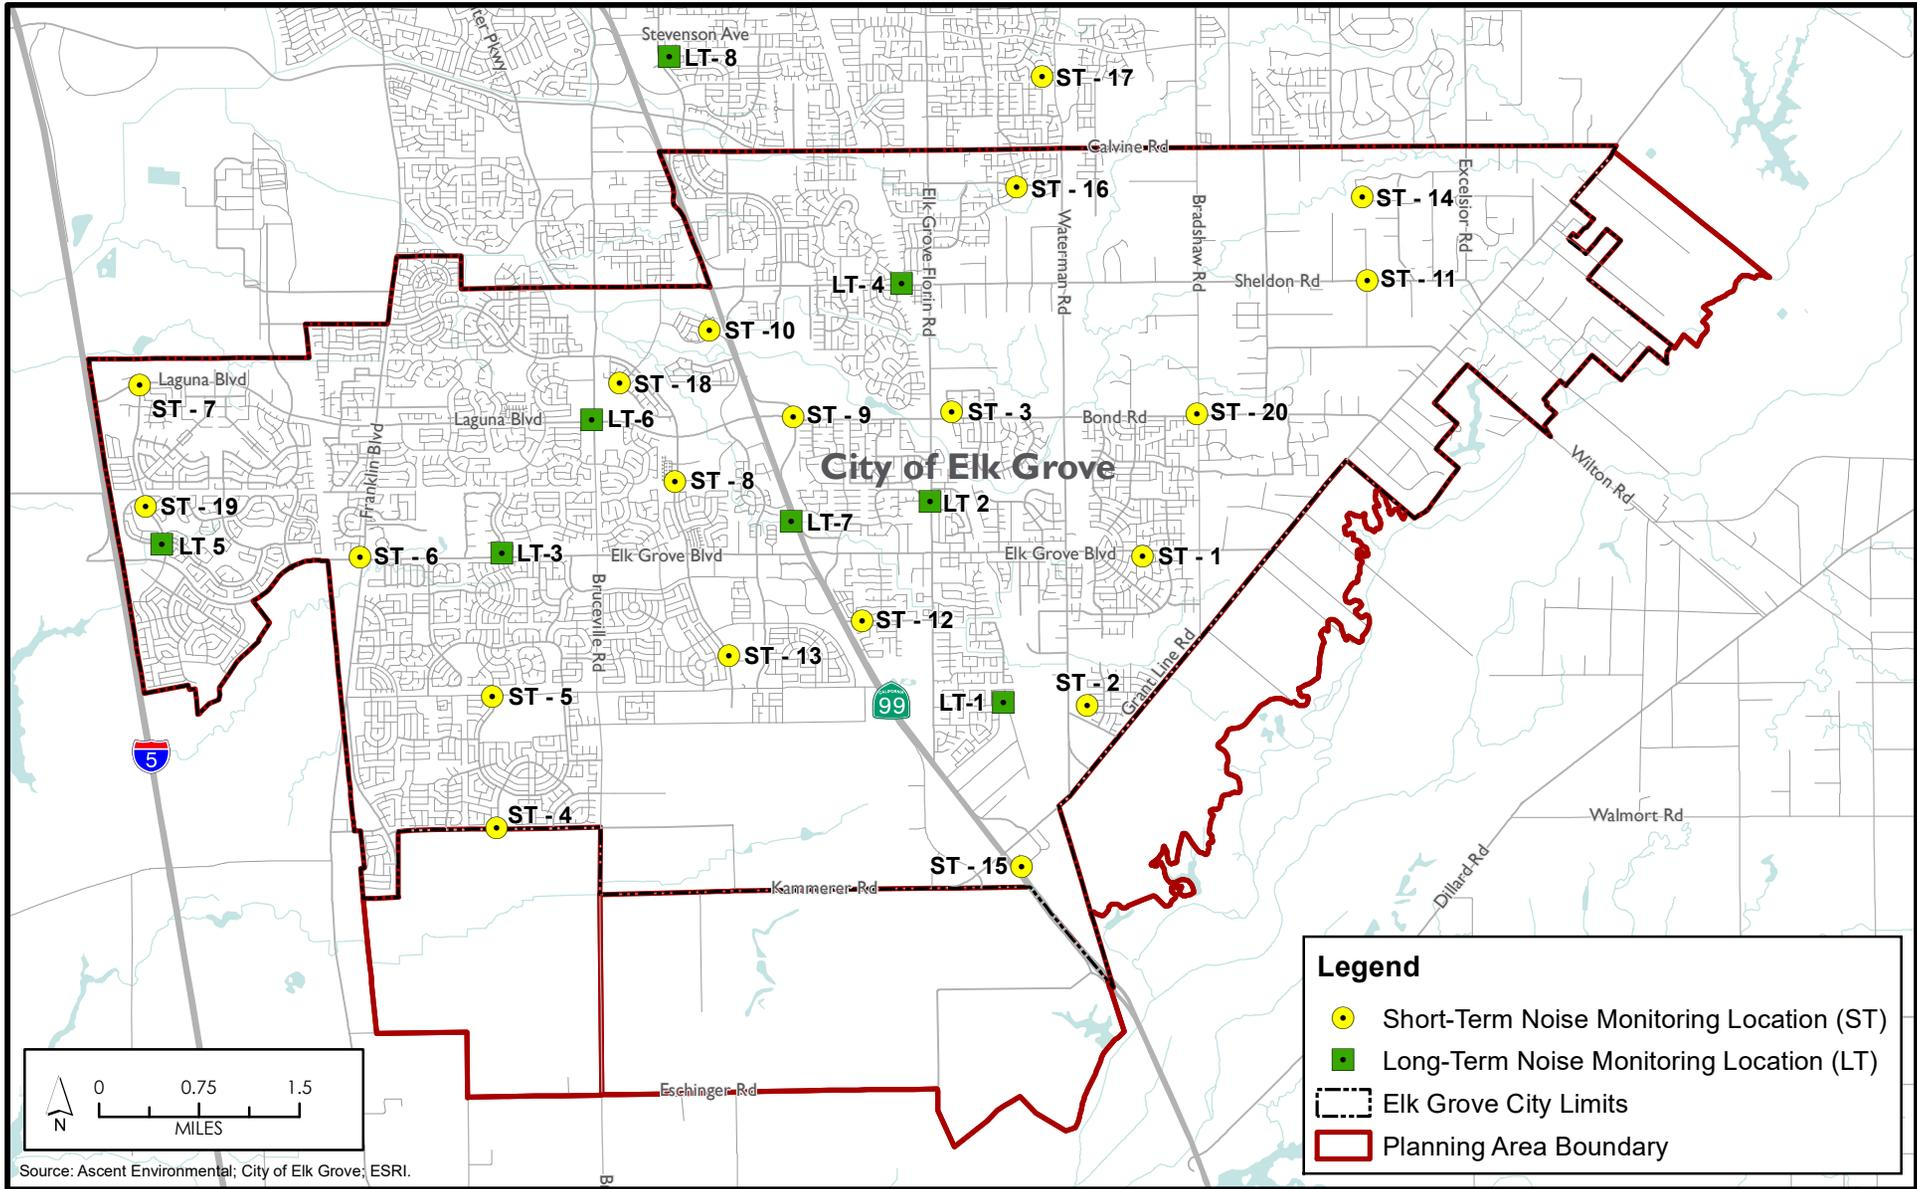 Stevenson Ave
LT- 8
ST - 17
Calvine Rd
ST - 16
ST - 14
Excelsior Rd
Elk Grove Florin Rd
Waterman Rd
Bradshaw Rd
LT- 4
Sheldon Rd
ST - 11
ST -10
Laguna Blvd
ST - 7
ST - 18
Laguna Blvd
LT-6
ST - 9
ST - 3
Bond Rd
ST - 20
Franklin Blvd
City of Elk Grove
Wilton Rd
ST - 8
ST - 19
LT 2
LT-7
LT 5
ST - 6
LT-3
Elk Grove Blvd
Elk Grove Blvd
ST - 1
Bruceville Rd
ST - 12
ST - 13
Grant Line Rd
ST - 2
ST - 5
LT-1
CALIFORNIA
99
5
ST - 4
Walmort Rd
ST - 15
Kammerer Rd
Dillard Rd
Eschinger Rd
Legend
Short-Term Noise Monitoring Location (ST)
Long-Term Noise Monitoring Location (LT)
Elk Grove City Limits
Planning Area Boundary
0 0.75 1.5
MILES
N
Source: Ascent Environmental; City of Elk Grove; ESRI.